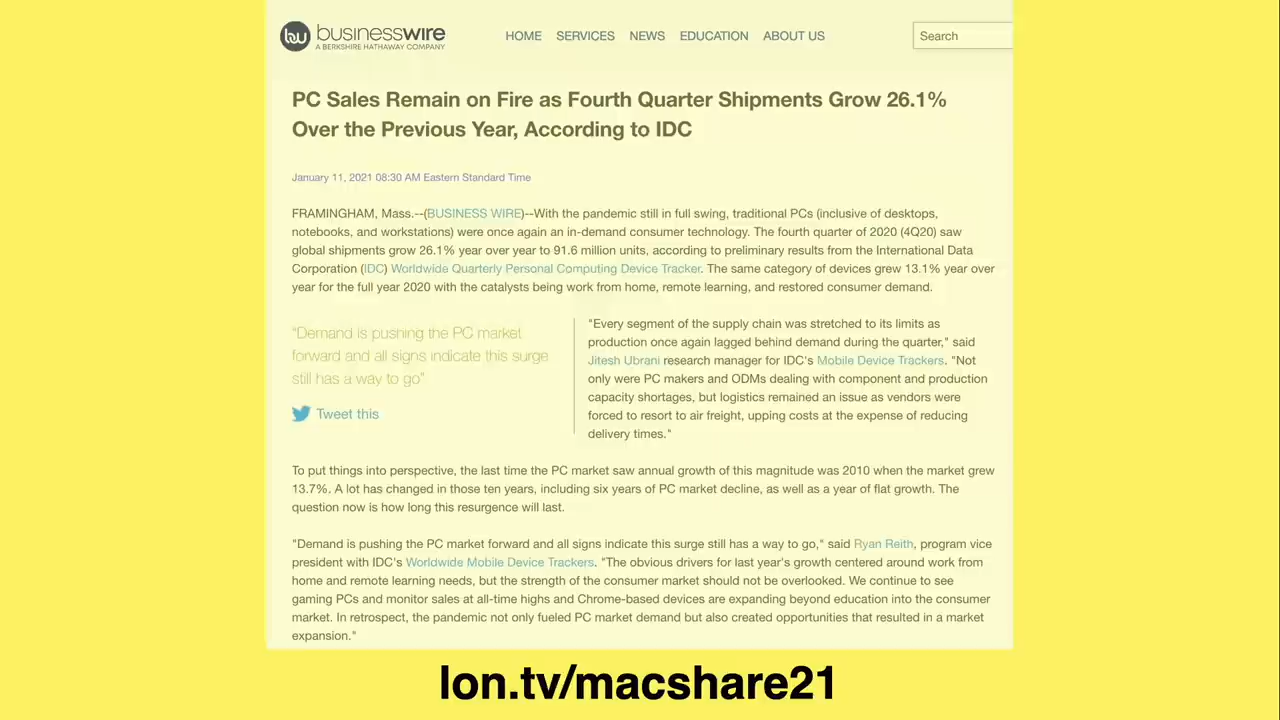 businesswire
A BERKSHIRE HATHAWAY COMPANY
HOME SERVICES NEWS EDUCATION ABOUT US
Search
PC Sales Remain on Fire as Fourth Quarter Shipments Grow 26.1%
Over the Previous Year, According to IDC
January 11, 2021 08:30 AM Eastern Standard Time
FRAMINGHAM, Mass.--(BUSINESS WIRE)--With the pandemic still in full swing, traditional PCs (inclusive of desktops,
notebooks, and workstations) were once again an in-demand consumer technology. The fourth quarter of 2020 (4Q20) saw
global shipments grow 26.1% year over year to 91.6 million units, according to preliminary results from the International Data
Corporation (IDC) Worldwide Quarterly Personal Computing Device Tracker. The same category of devices grew 13.1% year over
year for the full year 2020 with the catalysts being work from home, remote learning, and restored consumer demand.
"Demand is pushing the PC market
forward and all signs indicate this surge
still has a way to go"
Tweet this
"Every segment of the supply chain was stretched to its limits as
production once again lagged behind demand during the quarter," said
Jitesh Ubrani research manager for IDC's Mobile Device Trackers. "Not
only were PC makers and ODMs dealing with component and production
capacity shortages, but logistics remained an issue as vendors were
forced to resort to air freight, upping costs at the expense of reducing
delivery times."
To put things into perspective, the last time the PC market saw annual growth of this magnitude was 2010 when the market grew
13.7%. A lot has changed in those ten years, including six years of PC market decline, as well as a year of flat growth. The
question now is how long this resurgence will last.
"Demand is pushing the PC market forward and all signs indicate this surge still has a way to go," said Ryan Reith, program vice
president with IDC's Worldwide Mobile Device Trackers. "The obvious drivers for last year's growth centered around work from
home and remote learning needs, but the strength of the consumer market should not be overlooked. We continue to see
gaming PCs and monitor sales at all-time highs and Chrome-based devices are expanding beyond education into the consumer
market. In retrospect, the pandemic not only fueled PC market demand but also created opportunities that resulted in a market
expansion."
lon.tv/macshare21